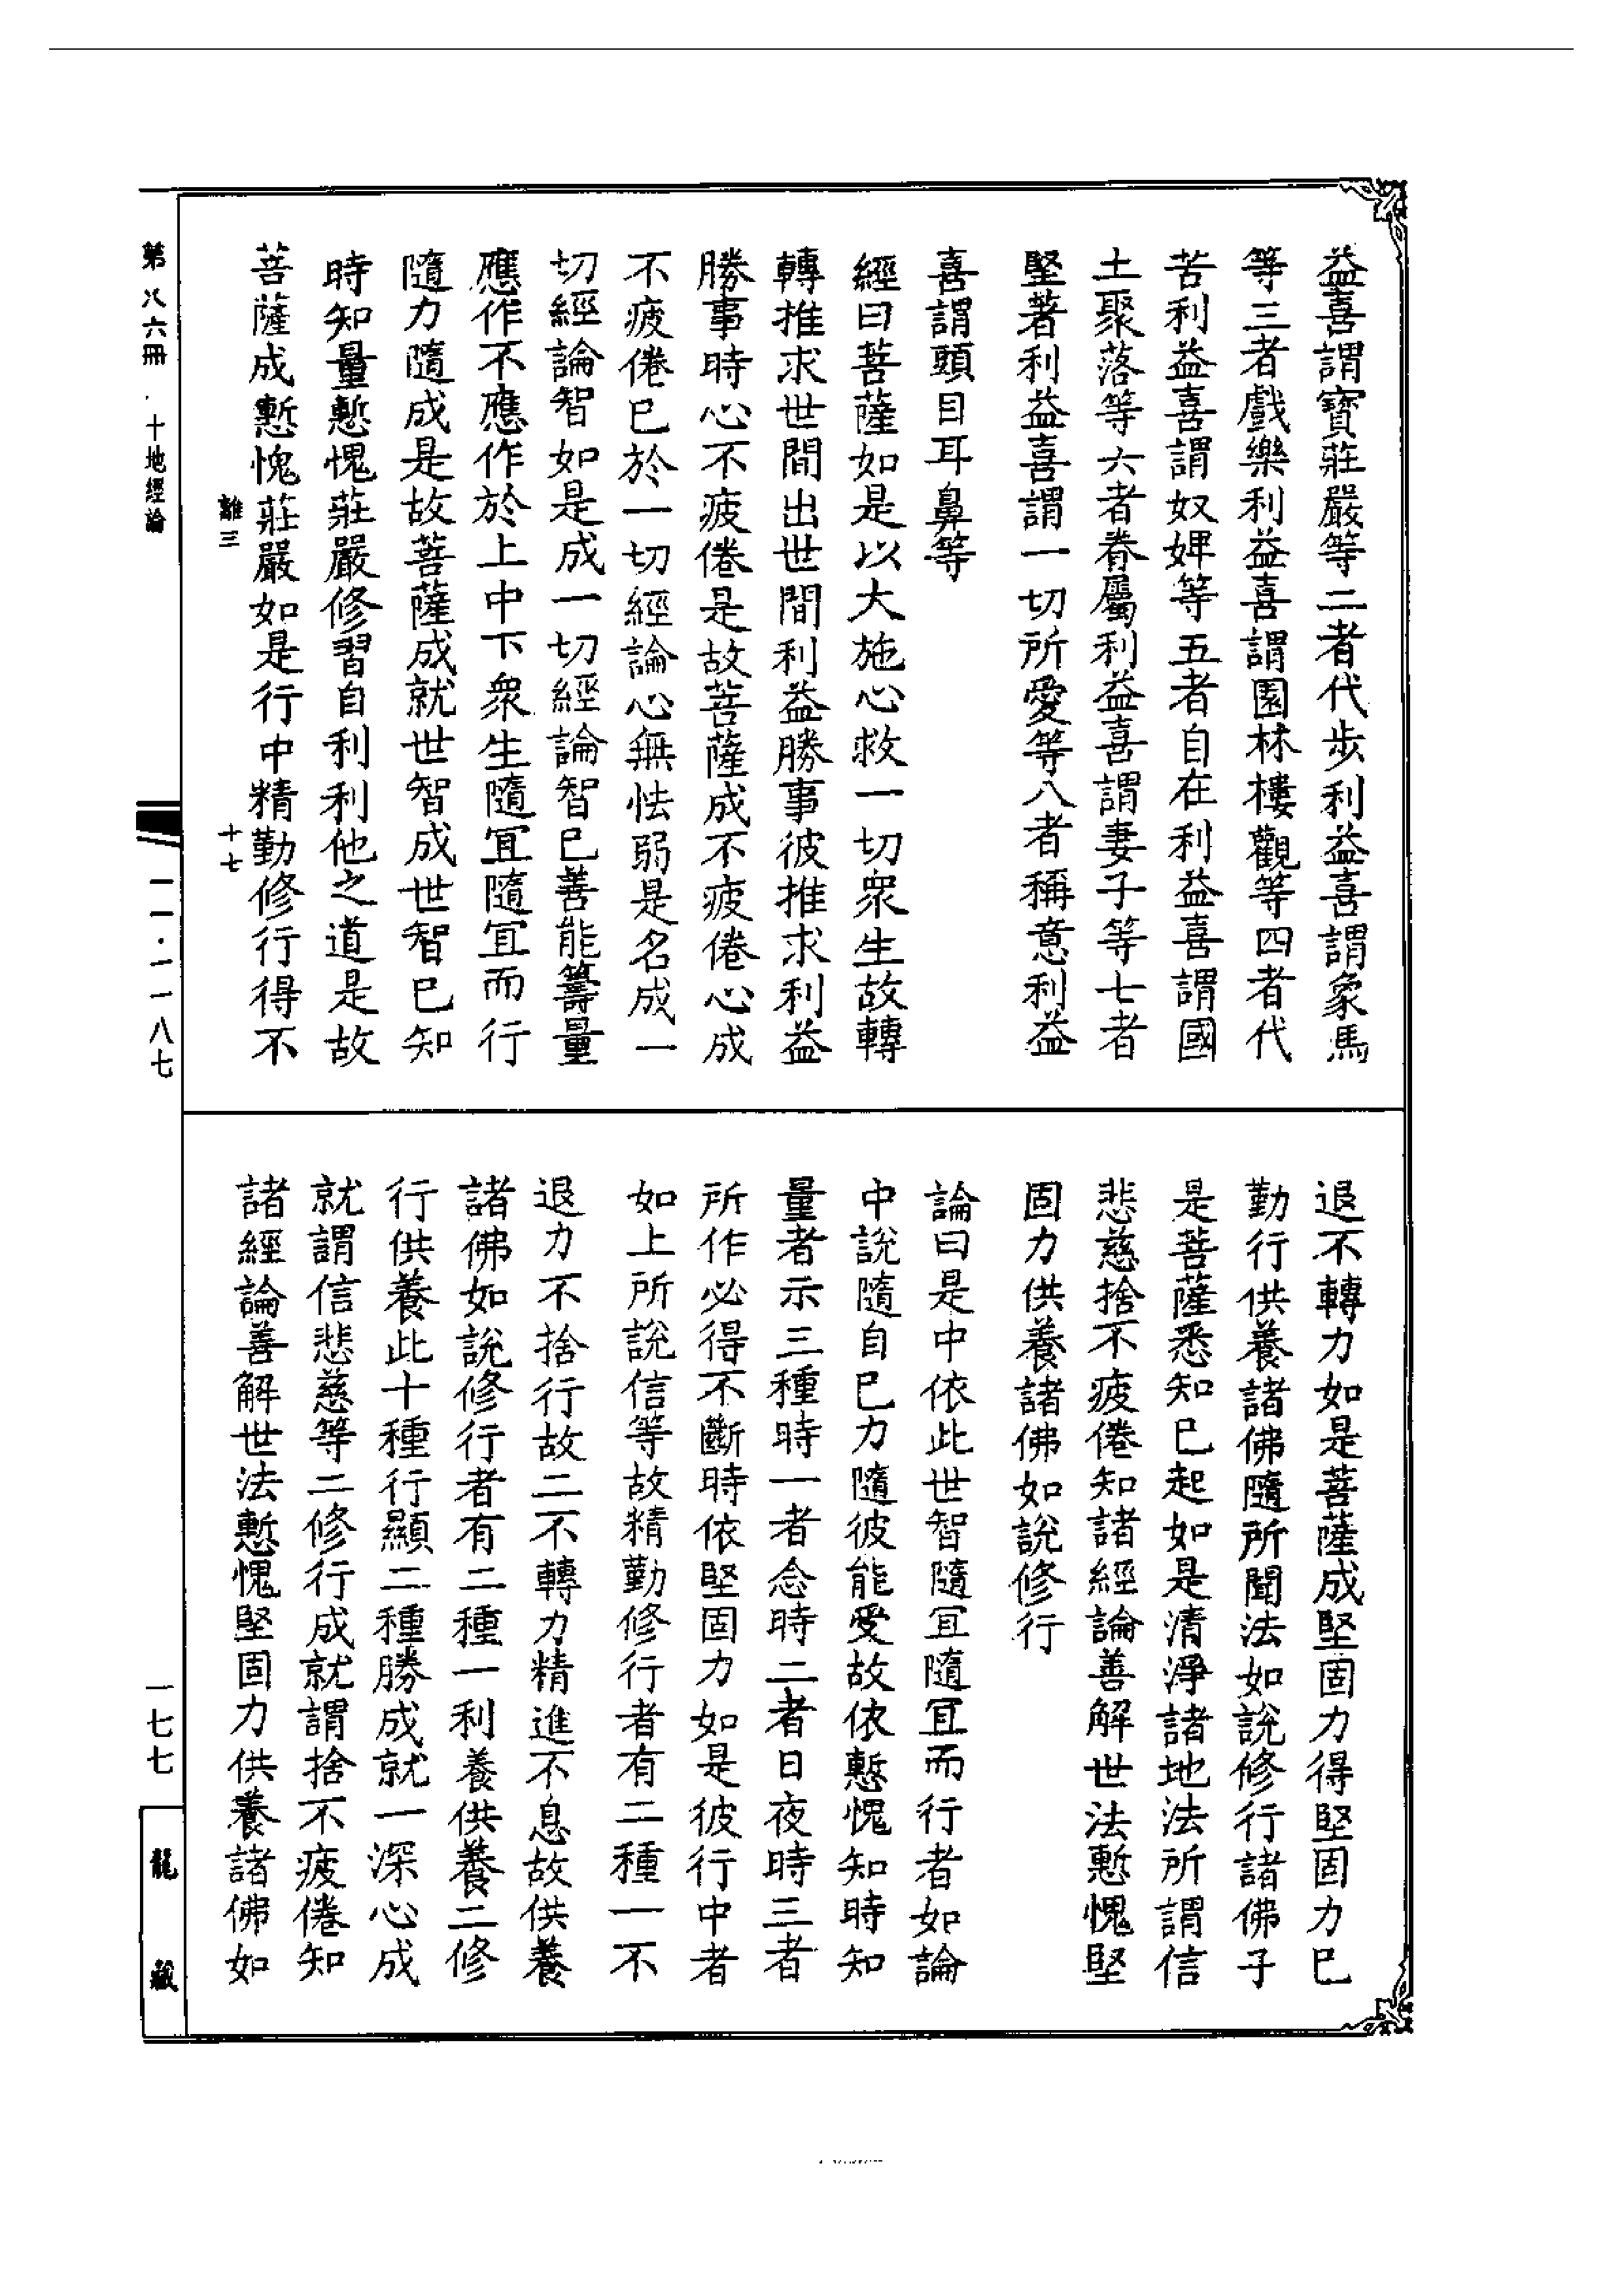 益喜謂寶莊嚴等二者代步利益喜謂象馬
等三者戲樂利益喜謂園林樓觀等四者代
苦利益喜謂奴婢等五者自在利益喜謂國
土聚落等六者眷屬利益喜謂妻子等七者
堅著利益喜謂一切所愛等八者稱意利益
喜謂頭目耳鼻等
經曰菩薩如是以大施心救一切眾生故轉
轉推求世間出世間利益勝事彼推求利益
勝事時心不疲倦是故菩薩成不疲倦心成
不疲倦已於一切經論心無怯弱是名成一
切經論智如是成一切經論智已善能籌量
應作不應作於上中下眾生隨宜隨宜而行
隨力隨成是故菩薩成就世智成世智已知
時知量慙愧莊嚴修習自利利他之道是故
菩薩成慙愧莊嚴如是行中精勤修行得不
離三 十七
退不轉力如是菩薩成堅固力得堅固力已
勤行供養諸佛隨所聞法如說修行諸佛子
是菩薩悉知已起如是清淨諸地法所謂信
悲慈捨不疲倦知諸經論善解世法慙愧堅
固力供養諸佛如說修行
論曰是中依此世智隨宜隨宜而行者如論
中說隨自已力隨彼能受故依慙愧知時知
量者示三種時一者念時二者日夜時三者
所作必得不斷時依堅固力如是彼行中者
如上所說信等故精勤修行者有二種一不
退力不捨行故二不轉力精進不息故供養
諸佛如說修行者有二種一利養供養二修
行供養此十種行顯二種勝成就一深心成
就謂信悲慈等二修行成就謂捨不疲倦知
諸經論善解世法慙愧堅固力供養諸佛如
第八六冊 十地經論
一一·二一八七
一七七
龍藏